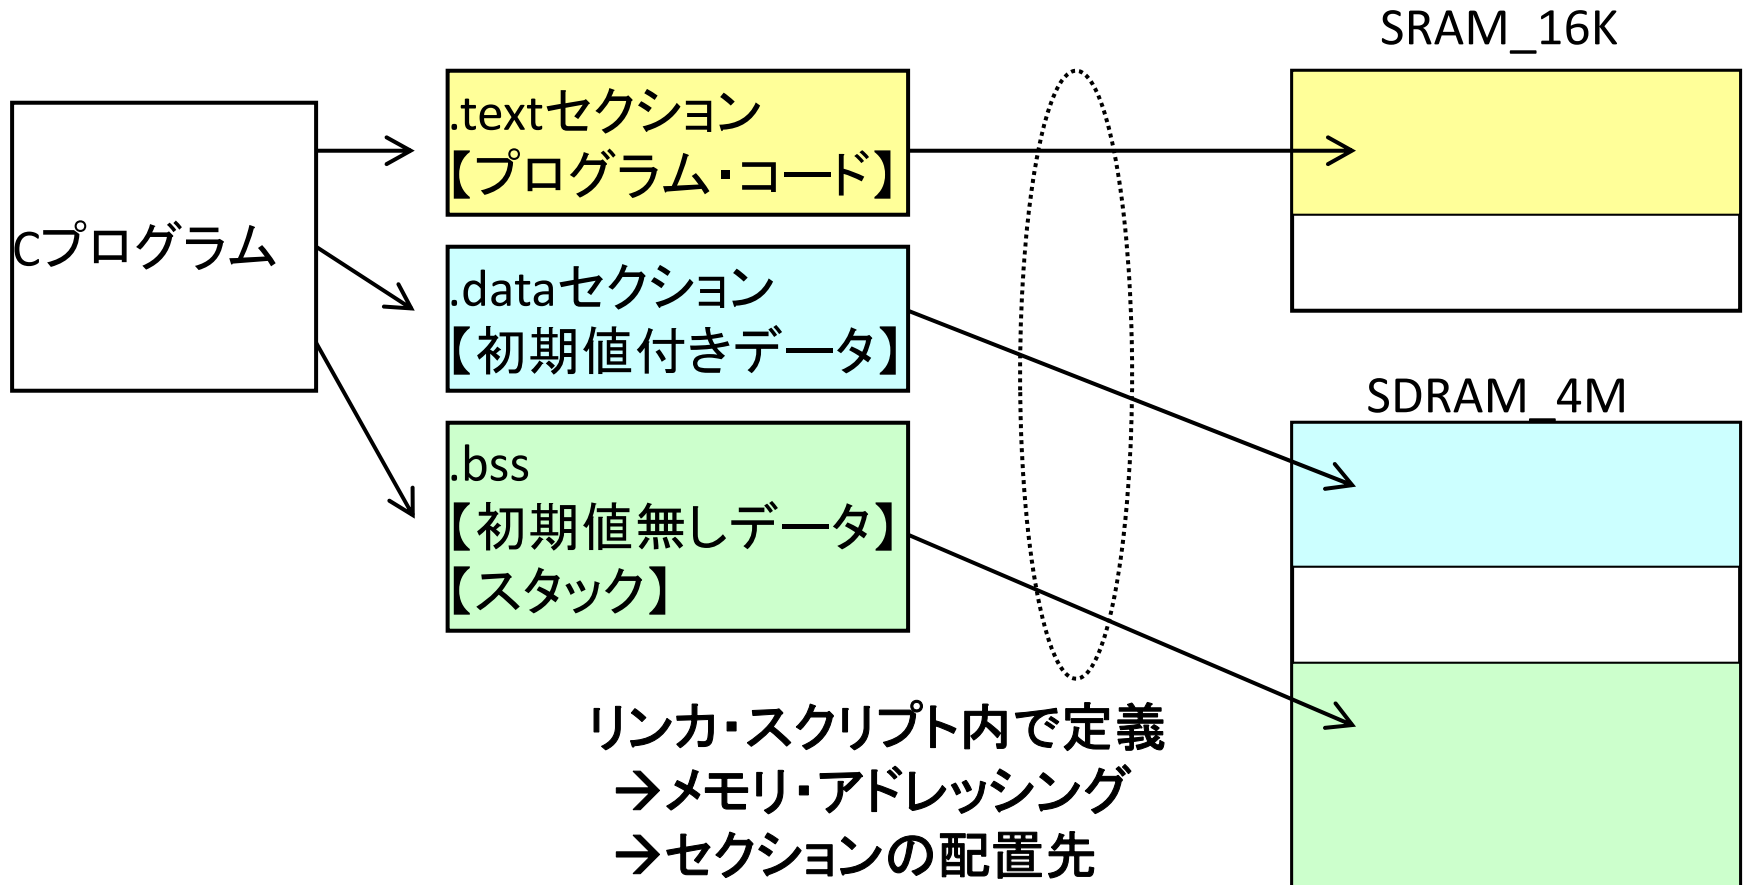 SRAM_16K
.textセクション
【プログラム・コード】
Cプログラム
.dataセクション
【初期値付きデータ】
SDRAM_4M
.bss
【初期値無しデータ】
【スタック】
リンカ・スクリプト内で定義
→メモリ・アドレッシング
→セクションの配置先